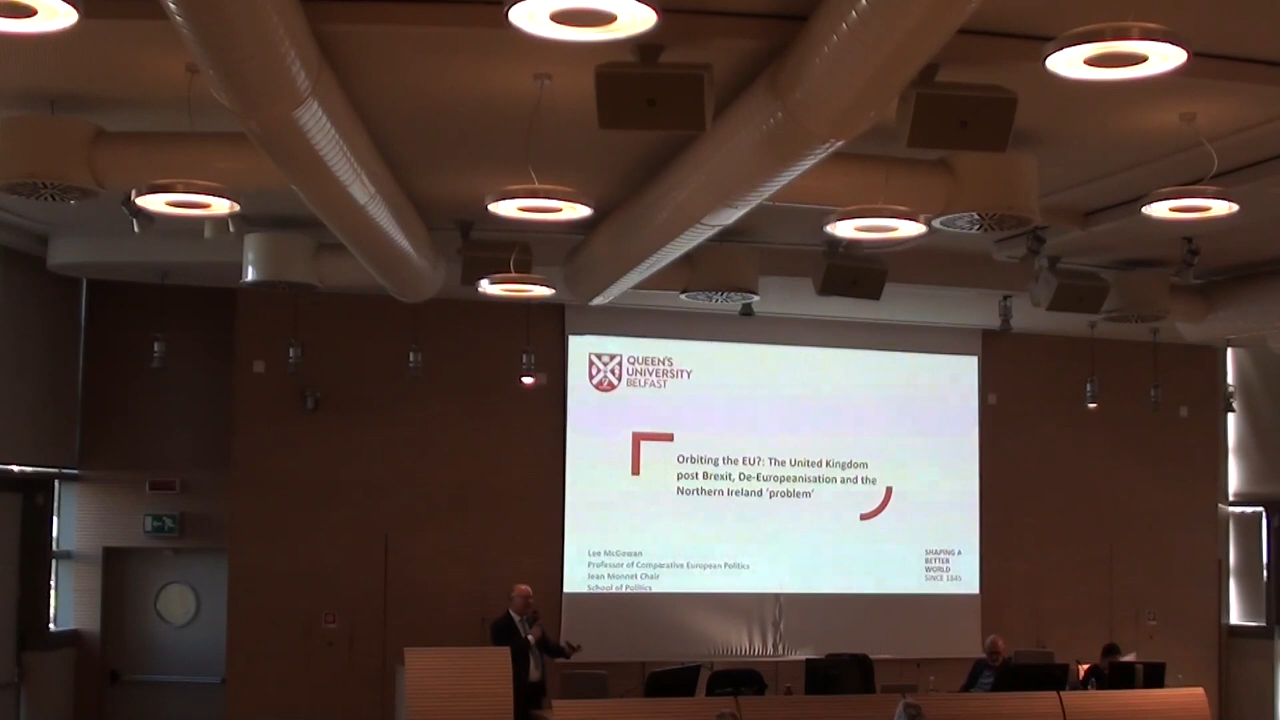 QUEEN'S
UNIVERSITY
BELFAST
Orbiting the EU?: The United Kingdom
post Brexit, De-Europeanisation and the
Northern Ireland 'problem'
Lee McGowan
Professor of Comparative European Politics
Jean Monnet Chair
School of Politics
SHAPING A
BETTER
WORLD
SINCE 1845